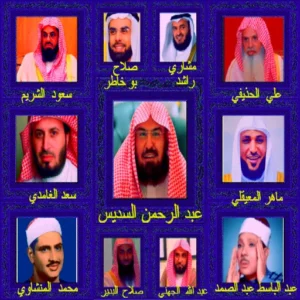 سعود الشريم
صلاح
بو خاطر
مشاري
راشد
علي الحذيفي
سعد الغامدي
عبد الرحمن السديس
ماهر المعيقلي
محمد المنشاوي
صلاح البدير
عبد الله الجهني
عبد الباسط عبد الصمد